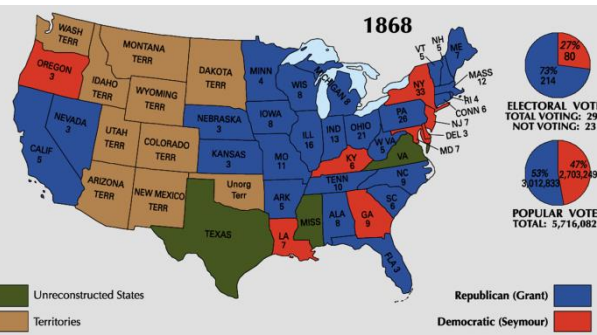 1868
WASH
TERR
OREGON
3
CALIF
5
NEVADA
3
IDAHO
TERR
MONTANA
TERR
WYOMING
TERR
UTAH
TERR
COLORADO
TERR
ARIZONA
TERR
NEW MEXICO
TERR
DAKOTA
TERR
NEBRASKA
3
KANSAS
3
Unorg
Terr
TEXAS
MINN
4
IOWA
8
MO
11
ARK
5
LA
7
WIS
8
ILL
16
MICHIGAN 8
IND
13
OHIO
21
KY
6
TENN
10
MISS
ALA
8
GA
9
FLA 3
SC
6
NC
9
VA
W VA
5
PA
26
NY
33
VT
5
NH
5
ME
7
MASS
12
RI 4
CONN 6
NJ 7
DEL 3
MD 7
27%
80
73%
214
ELECTORAL VOT
TOTAL VOTING: 29
NOT VOTING: 23
53%
3,012,833
47%
2,703,249
POPULAR VOTE
TOTAL: 5,716,082
Unreconstructed States
Territories
Republican (Grant)
Democratic (Seymour)